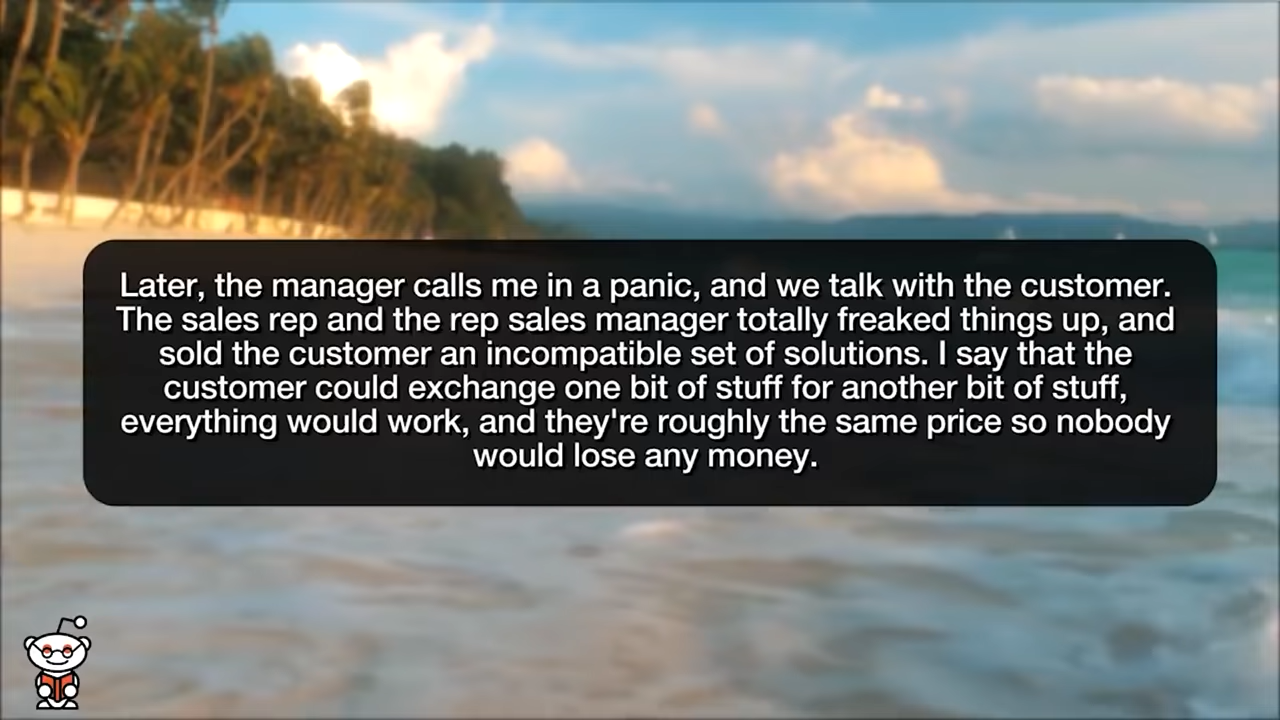 Later, the manager calls me in a panic, and we talk with the customer.
The sales rep and the rep sales manager totally freaked things up, and
sold the customer an incompatible set of solutions. I say that the
customer could exchange one bit of stuff for another bit of stuff,
everything would work, and they're roughly the same price so nobody
would lose any money.